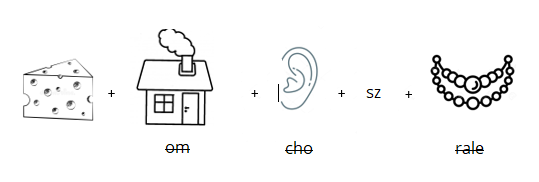 + + + sz +
om cho rale